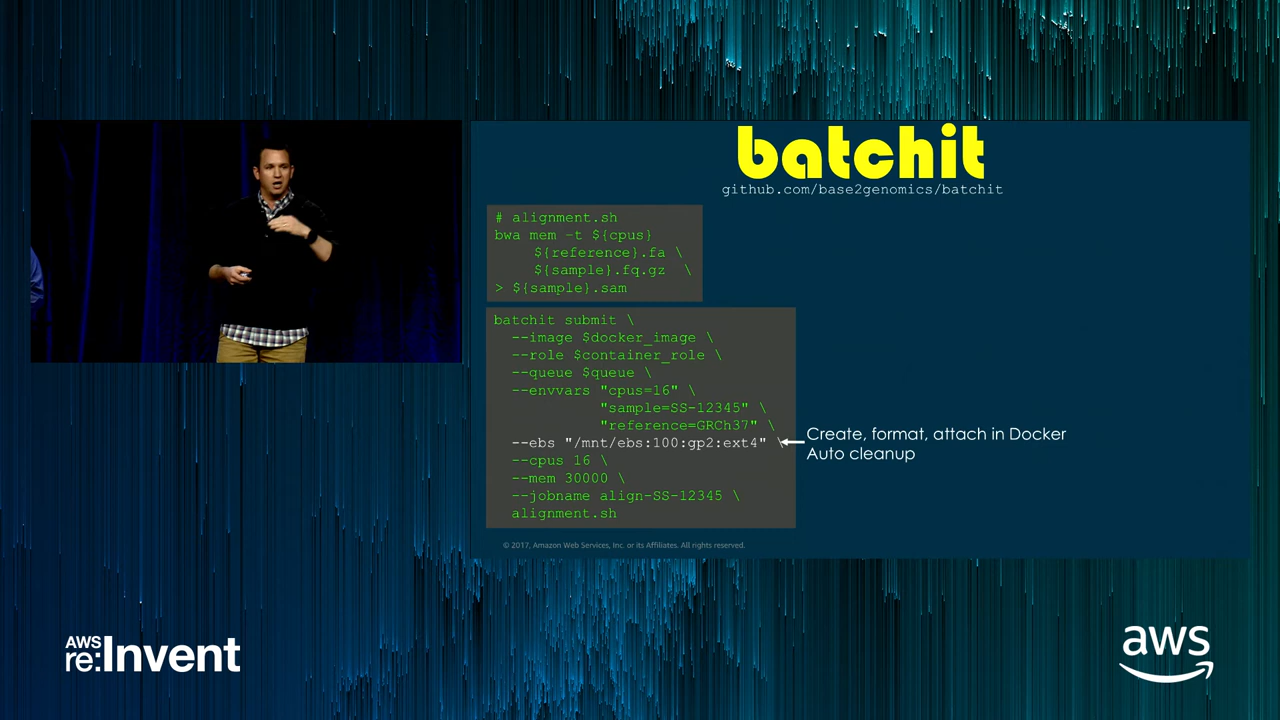 batchit
github.com/base2genomics/batchit
# alignment.sh
bwa mem -t ${cpus}
${reference}.fa \
${sample}.fq.gz \
> ${sample}.sam
batchit submit \
--image $docker_image \
--role $container_role \
--queue $queue \
--envvars "cpus=16" \
"sample=SS-12345" \
"reference=GRCh37" \
--ebs "/mnt/ebs:100:gp2:ext4" \
--cpu 16 \
--mem 30000 \
--jobname align-SS-12345 \
alignment.sh
Create, format, attach in Docker
Auto cleanup
© 2017, Amazon Web Services, Inc. or its Affiliates. All rights reserved.
AWS
re:Invent
aws